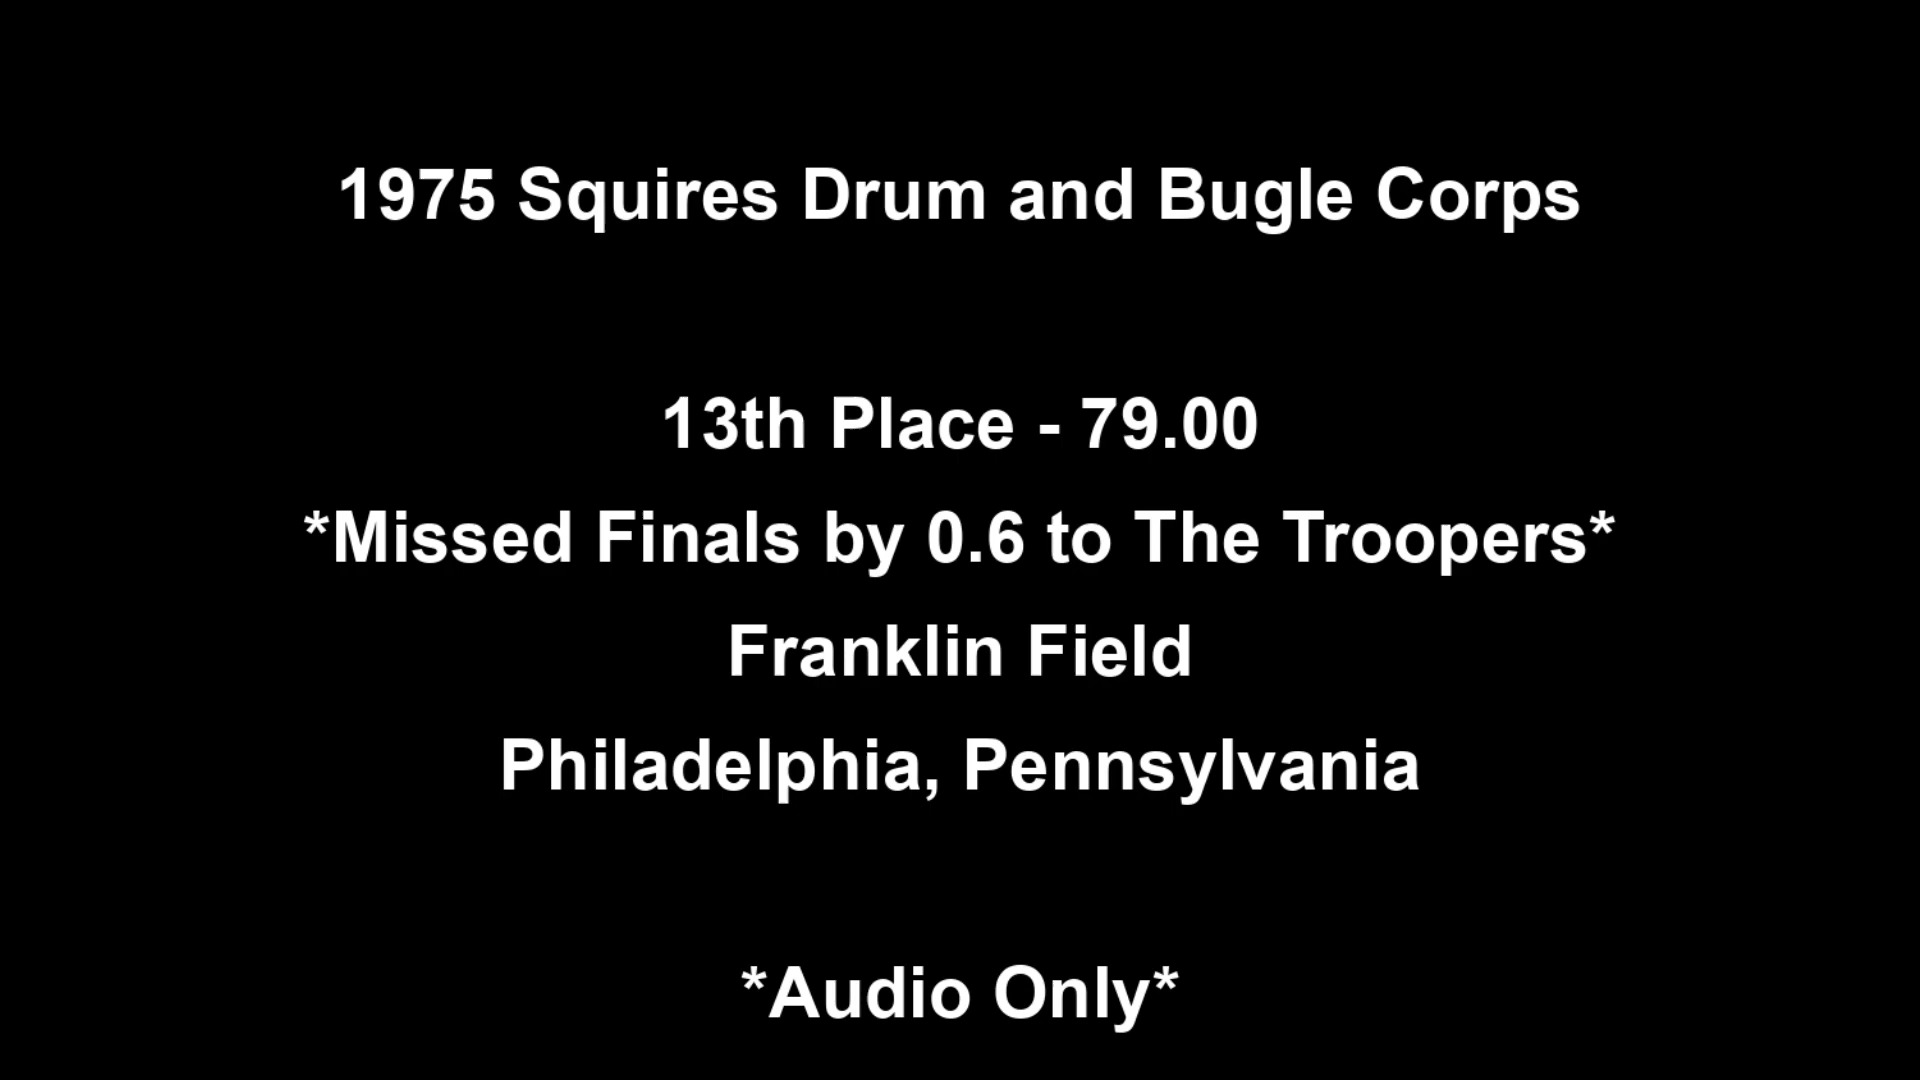 1975 Squires Drum and Bugle Corps
13th Place - 79.00
*Missed Finals by 0.6 to The Troopers*
Franklin Field
Philadelphia, Pennsylvania
*Audio Only*